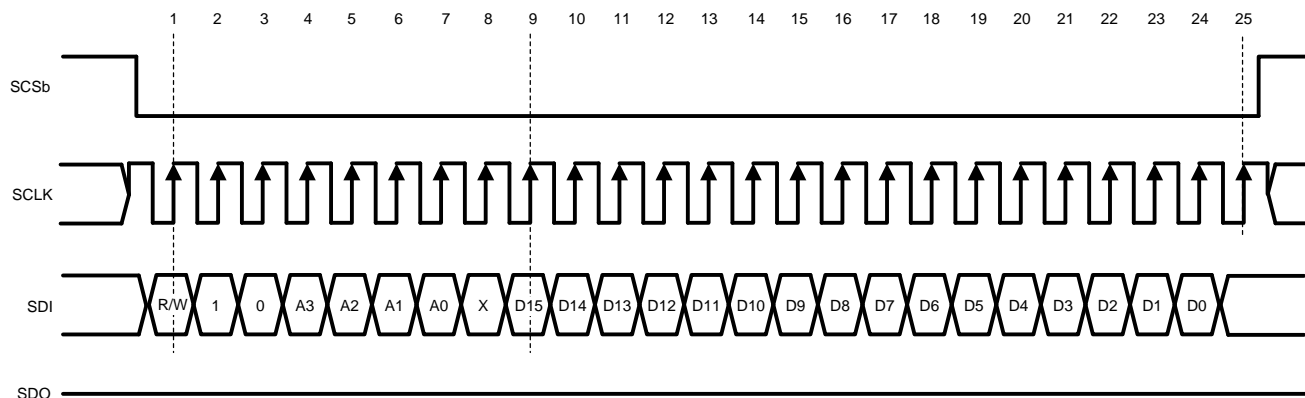 1 2 3 4 5 6 7 8 9 10 11 12 13 14 15 16 17 18 19 20 21 22 23 24 25
SCSb
SCLK
SDI R/W 1 0 A3 A2 A1 A0 X D15 D14 D13 D12 D11 D10 D9 D8 D7 D6 D5 D4 D3 D2 D1 D0
SDO